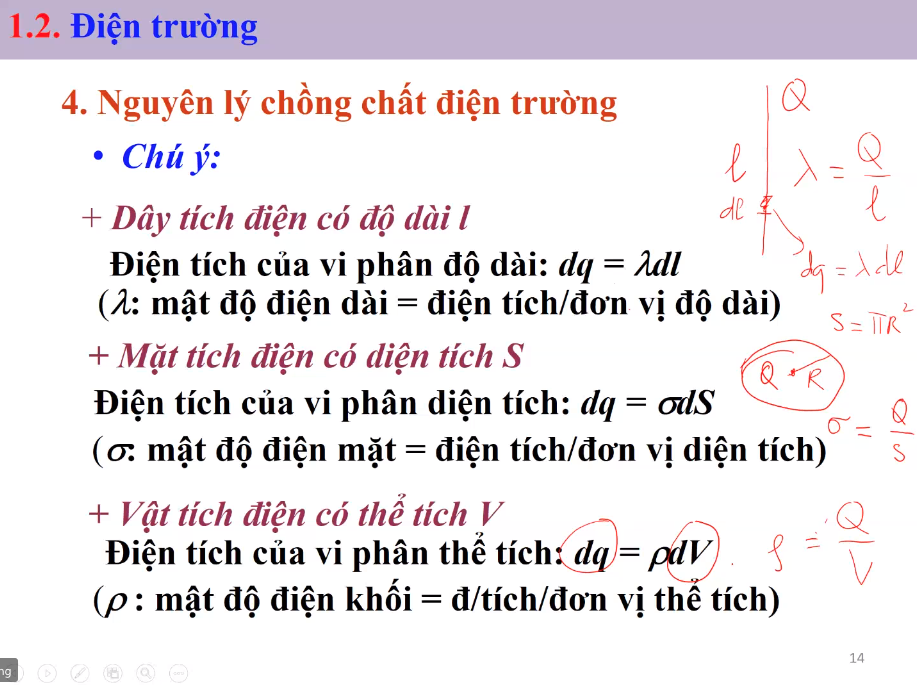 1.2. Điện trường
4. Nguyên lý chồng chất điện trường
• Chú ý:
+ Dây tích điện có độ dài l
Điện tích của vi phân độ dài: dq = λdl
(λ: mật độ điện dài = điện tích/đơn vị độ dài)
+ Mặt tích điện có diện tích S
Điện tích của vi phân diện tích: dq = σdS
(σ: mật độ điện mặt = điện tích/đơn vị diện tích)
+ Vật tích điện có thể tích V
Điện tích của vi phân thể tích: dq = ρdV
(ρ : mật độ điện khối = đ/tích/đơn vị thể tích)
Q
l
λ = Q/l
dl
dq = λ dl
S = πR²
Q R
σ = Q/S
ρ = Q/V
14
ng